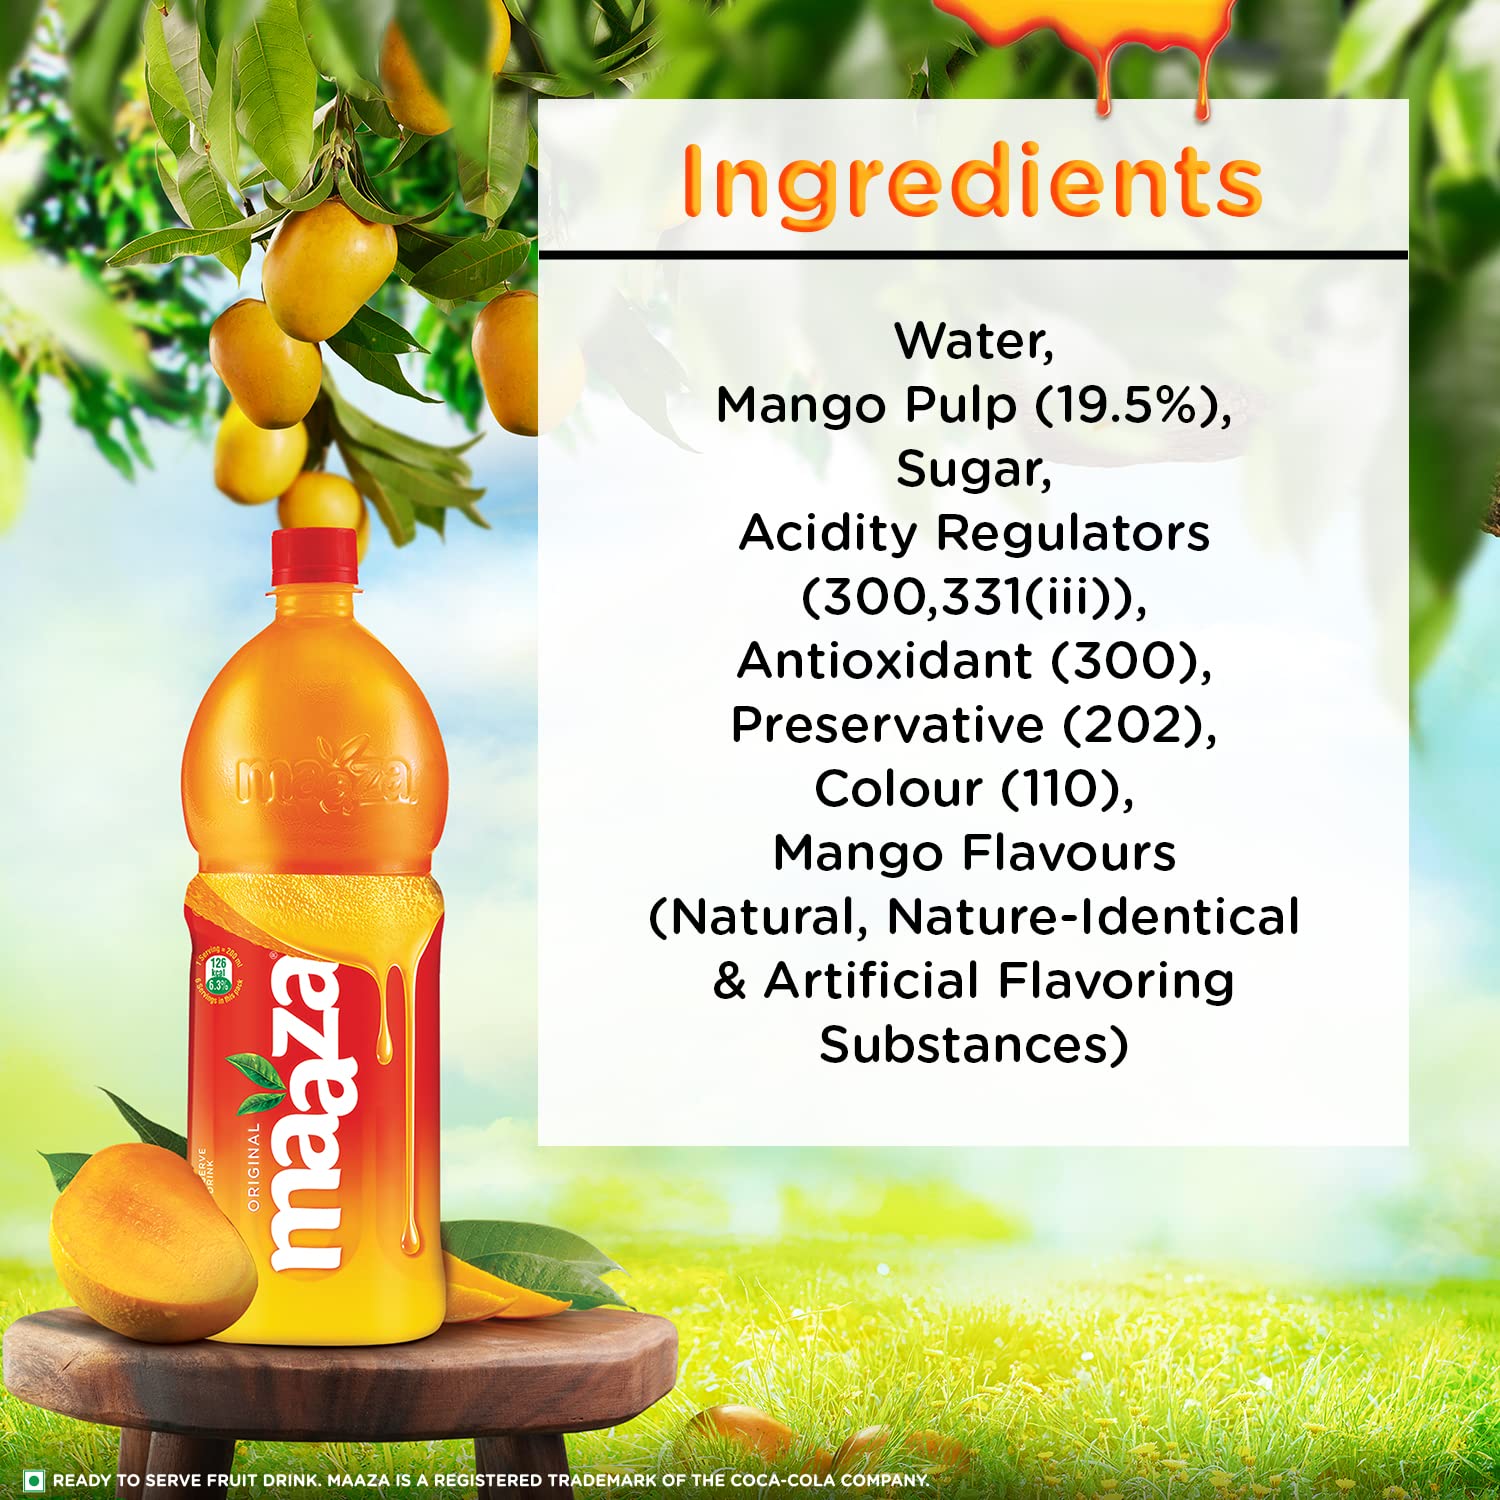 Ingredients
Water,
Mango Pulp (19.5%),
Sugar,
Acidity Regulators
(300,331(iii)),
Antioxidant (300),
Preservative (202),
Colour (110),
Mango Flavours
(Natural, Nature-Identical
& Artificial Flavoring
Substances)
maaza
1 Serving = 200 ml
126
kcal
6.3%
6 Servings in this pack
ORIGINAL
maaza
®
READY TO SERVE FRUIT DRINK. MAAZA IS A REGISTERED TRADEMARK OF THE COCA-COLA COMPANY.